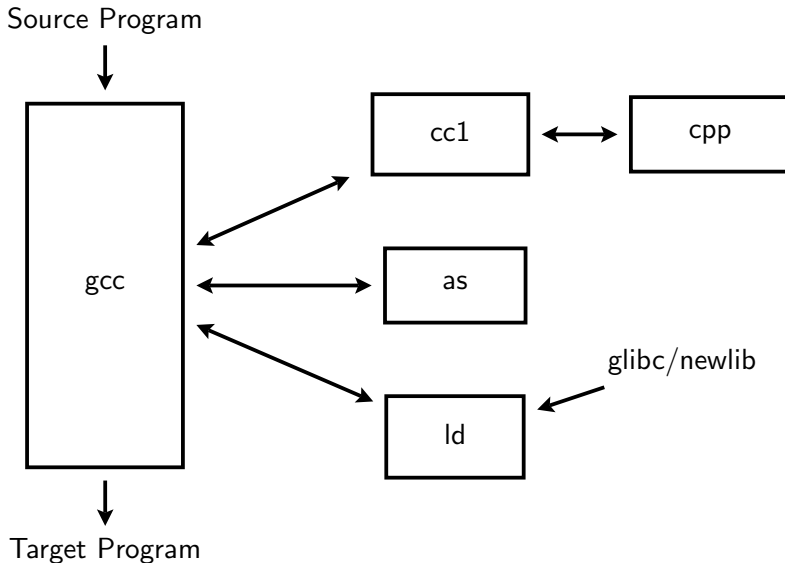 Source Program
cc1
cpp
gcc
as
glibc/newlib
ld
Target Program